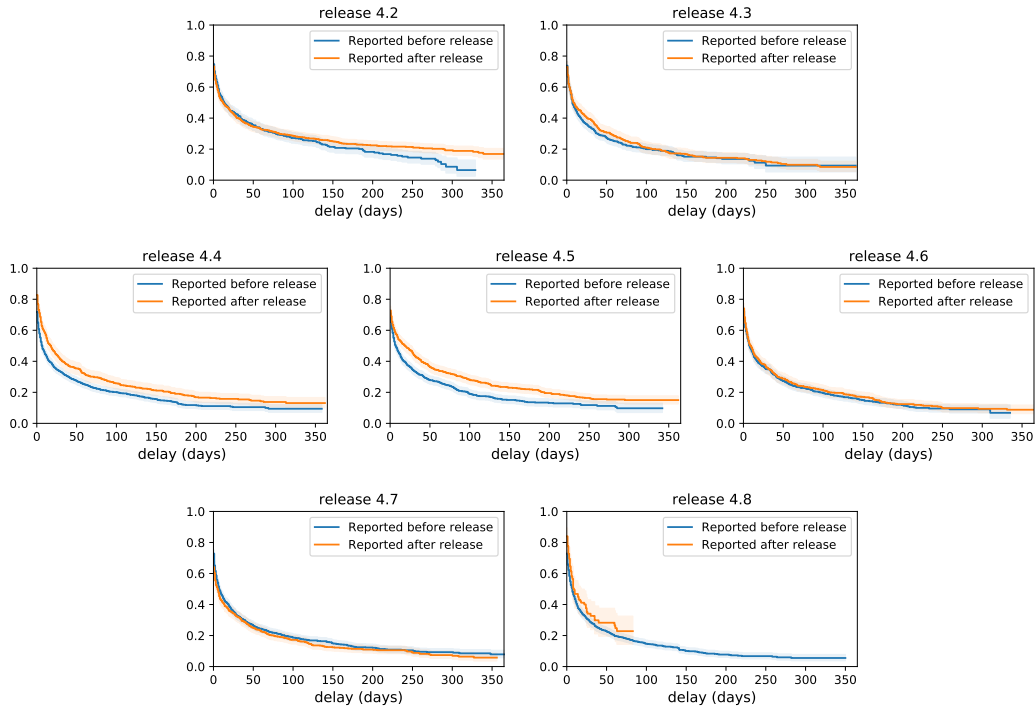 release 4.2
1.0
0.8
0.6
0.4
0.2
0.0
Reported before release
Reported after release
0 50 100 150 200 250 300 350
delay (days)
release 4.3
1.0
0.8
0.6
0.4
0.2
0.0
Reported before release
Reported after release
0 50 100 150 200 250 300 350
delay (days)
release 4.4
1.0
0.8
0.6
0.4
0.2
0.0
Reported before release
Reported after release
0 50 100 150 200 250 300 350
delay (days)
release 4.5
1.0
0.8
0.6
0.4
0.2
0.0
Reported before release
Reported after release
0 50 100 150 200 250 300 350
delay (days)
release 4.6
1.0
0.8
0.6
0.4
0.2
0.0
Reported before release
Reported after release
0 50 100 150 200 250 300 350
delay (days)
release 4.7
1.0
0.8
0.6
0.4
0.2
0.0
Reported before release
Reported after release
0 50 100 150 200 250 300 350
delay (days)
release 4.8
1.0
0.8
0.6
0.4
0.2
0.0
Reported before release
Reported after release
0 50 100 150 200 250 300 350
delay (days)